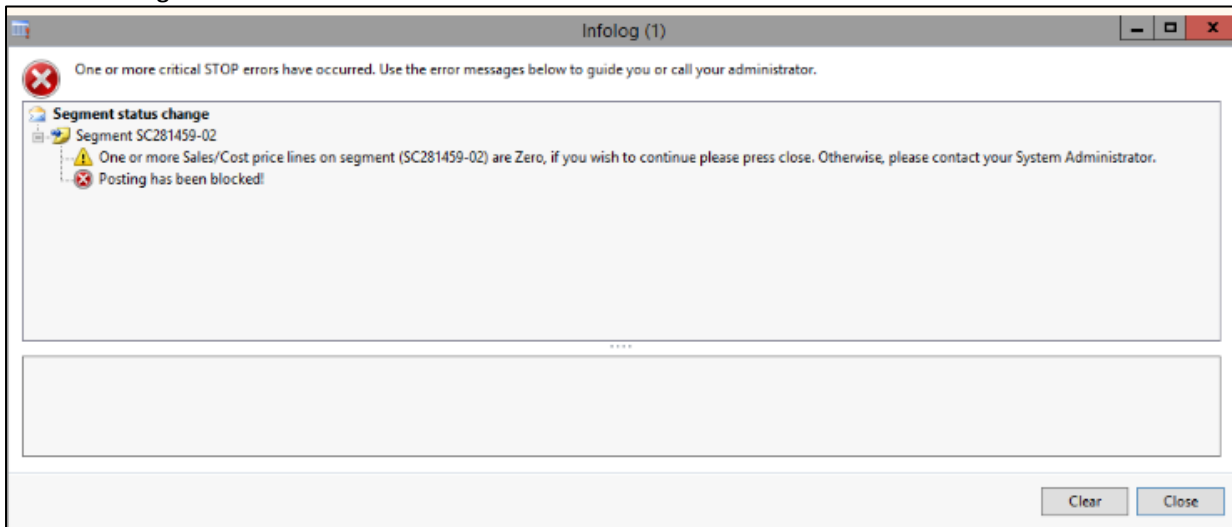 Infolog (1)
One or more critical STOP errors have occurred. Use the error messages below to guide you or call your administrator.
Segment status change
Segment SC281459-02
One or more Sales/Cost price lines on segment (SC281459-02) are Zero, if you wish to continue please press close. Otherwise, please contact your System Administrator.
Posting has been blocked!
Clear Close